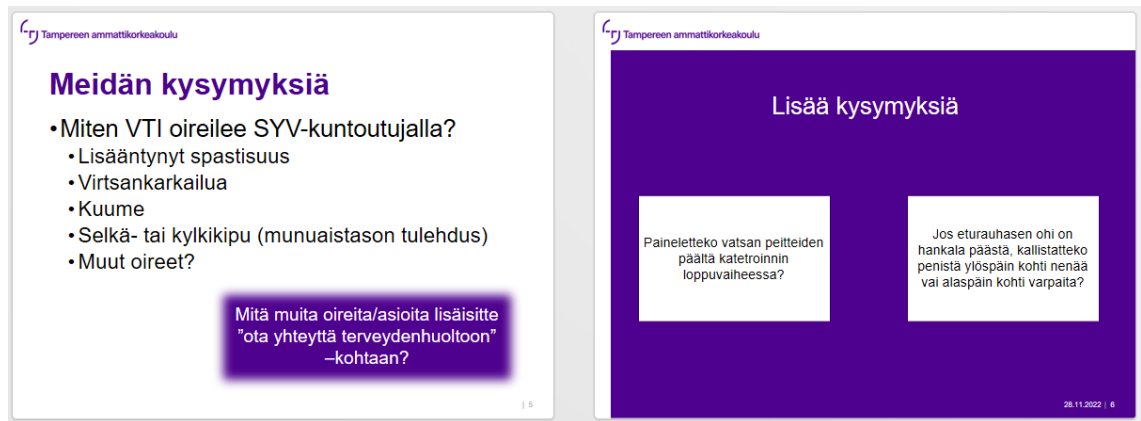 Tampereen ammattikorkeakoulu
Meidän kysymyksiä
•Miten VTI oireilee SYV-kuntoutujalla?
•Lisääntynyt spastisuus
•Virtsankarkailua
•Kuume
•Selkä- tai kylkikipu (munuaistason tulehdus)
•Muut oireet?
Mitä muita oireita/asioita lisäisitte
”ota yhteyttä terveydenhuoltoon”
–kohtaan?
| 5
Tampereen ammattikorkeakoulu
Lisää kysymyksiä
Paineletteko vatsan peitteiden
päältä katetroinnin
loppuvaiheessa?
Jos eturauhasen ohi on
hankala päästä, kallistatteko
penistä ylöspäin kohti nenää
vai alaspäin kohti varpaita?
28.11.2022 | 6